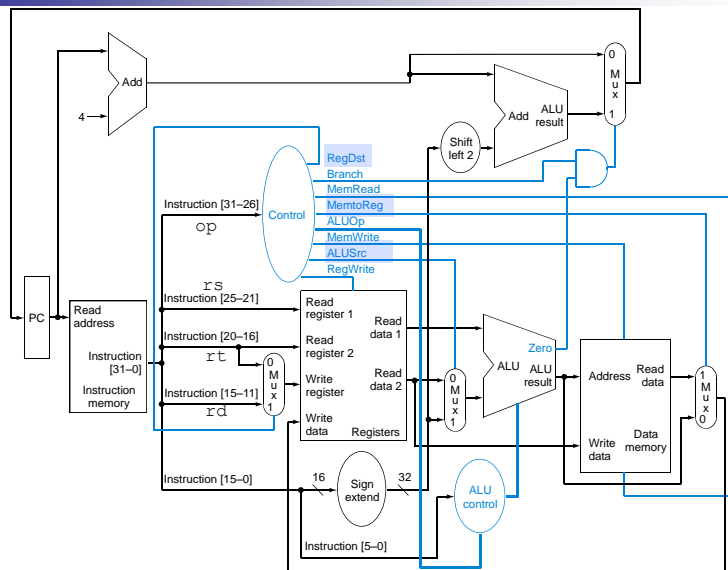 0
M
u
x
1
Add
4
Add
ALU
result
Shift
left 2
RegDst
Branch
MemRead
MemtoReg
ALUOp
MemWrite
ALUSrc
RegWrite
Control
Instruction [31–26]
op
rs
Instruction [25–21]
Instruction [20–16]
rt
Instruction [15–11]
rd
Instruction [15–0]
Instruction [5–0]
PC
Read
address
Instruction
[31–0]
Instruction
memory
0
M
u
x
1
Read
register 1
Read
register 2
Write
register
Write
data
Read
data 1
Read
data 2
Registers
0
M
u
x
1
Zero
ALU
ALU
result
Address
Read
data
Write
data
Data
memory
1
M
u
x
0
16
Sign
extend
32
ALU
control